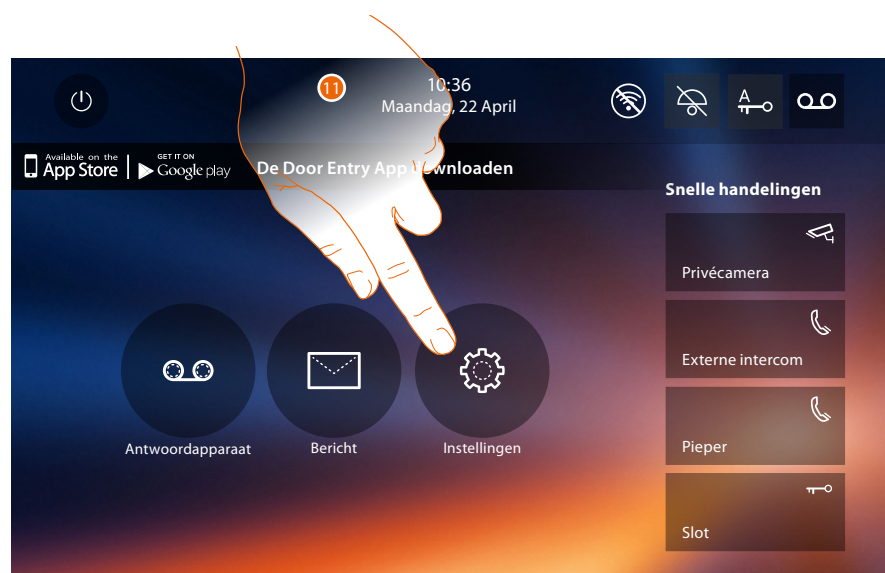 11
10:36
Maandag, 22 April
A
Available on the
App Store
GET IT ON
Google play
De Door Entry App downloaden
Snelle handelingen
Privécamera
Externe intercom
Pieper
Slot
Antwoordapparaat
Bericht
Instellingen